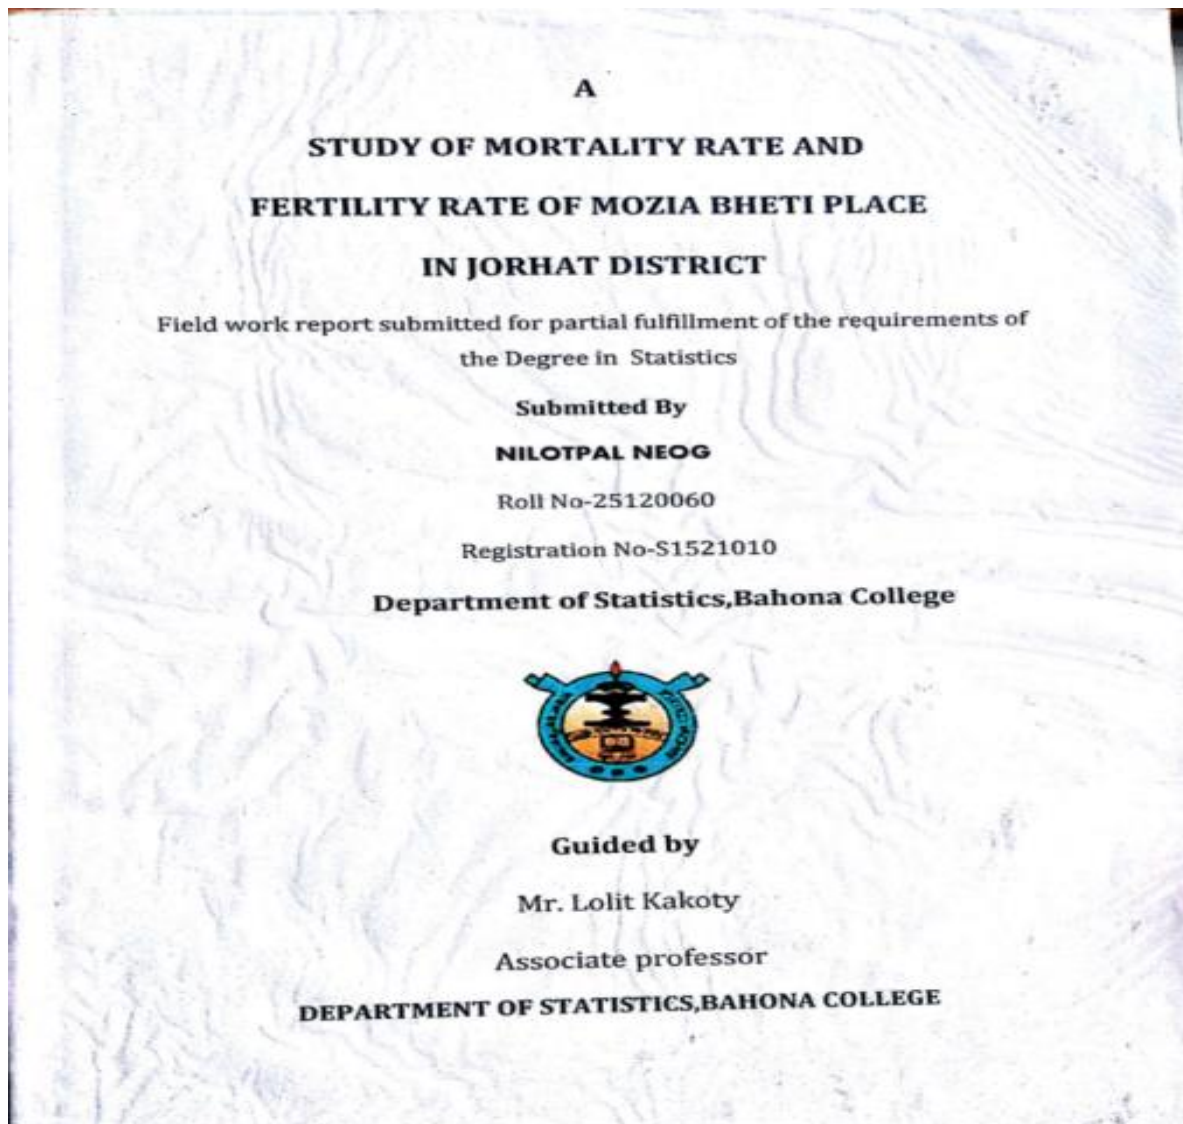 A
STUDY OF MORTALITY RATE AND
FERTILITY RATE OF MOZIA BHETI PLACE
IN JORHAT DISTRICT
Field work report submitted for partial fulfillment of the requirements of
the Degree in Statistics
Submitted By
NILOTPAL NEOG
Roll No-25120060
Registration No-S1521010
Department of Statistics,Bahona College
Guided by
Mr. Lolit Kakoty
Associate professor
DEPARTMENT OF STATISTICS,BAHONA COLLEGE